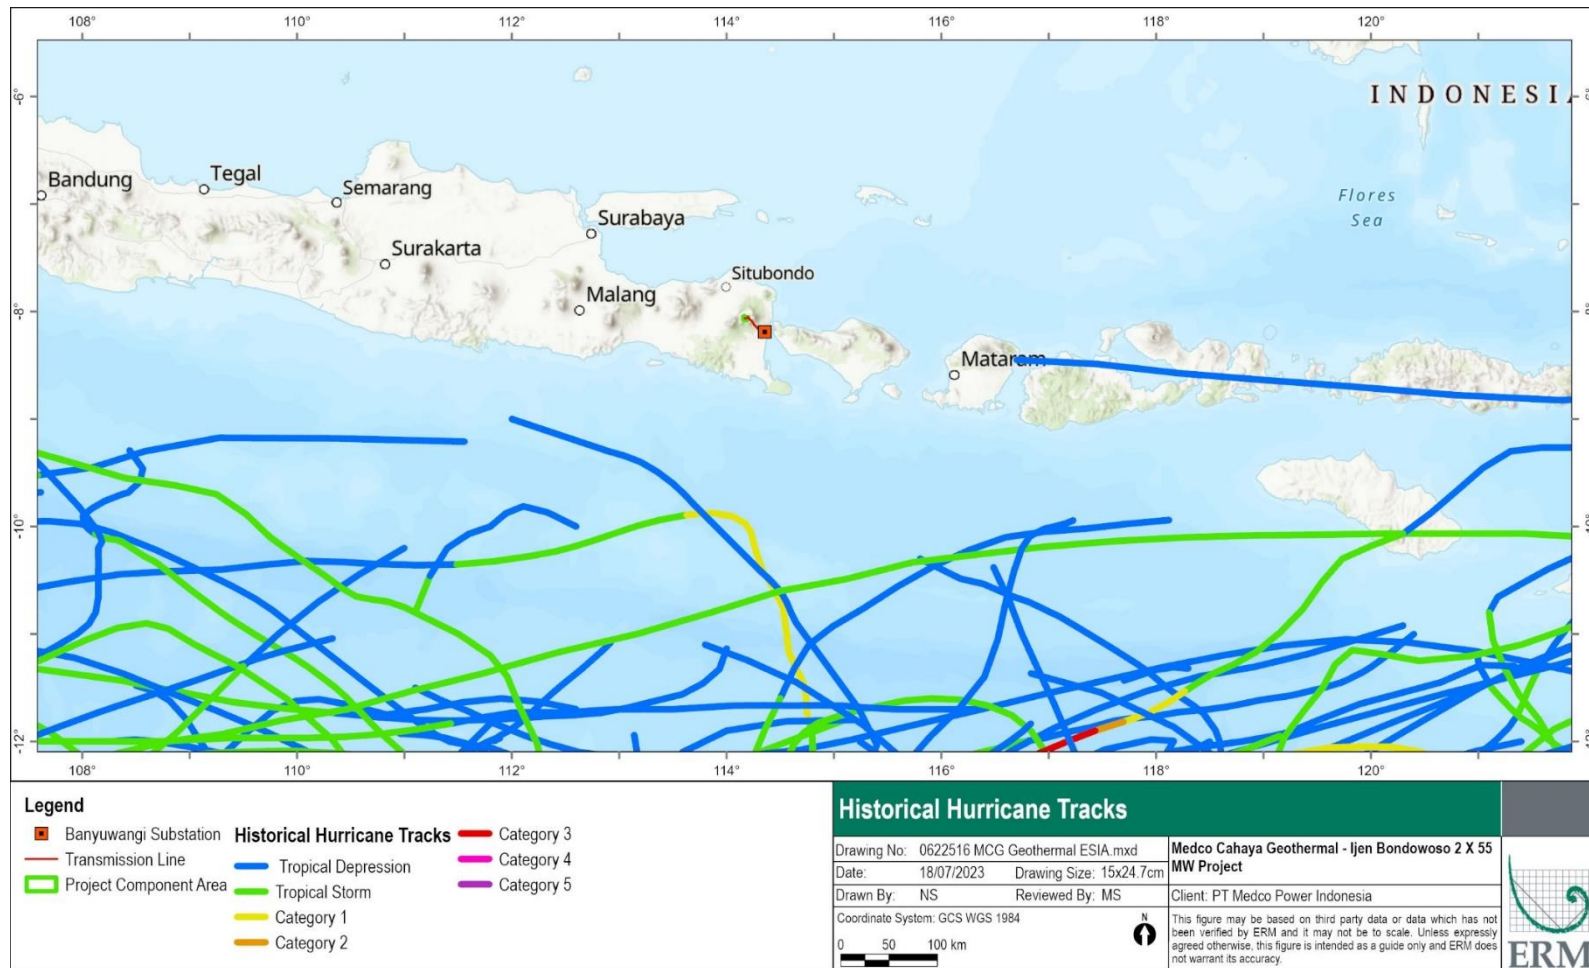 108° 110° 112° 114° 116° 118° 120°
-6°
INDONESI
Bandung
Tegal
Semarang
Surabaya
Surakarta
Flores
Sea
Situbondo
Malang
-8°
Mataram
-10°
-12°
108° 110° 112° 114° 116° 118° 120°
Legend
Banyuwangi Substation
Transmission Line
Project Component Area
Historical Hurricane Tracks
Tropical Depression
Tropical Storm
Category 1
Category 2
Category 3
Category 4
Category 5
Historical Hurricane Tracks
Drawing No: 0622516 MCG Geothermal ESIA.mxd
Date: 18/07/2023 Drawing Size: 15x24.7cm
Drawn By: NS Reviewed By: MS
Coordinate System: GCS WGS 1984
N
0 50 100 km
Medco Cahaya Geothermal - Ijen Bondowoso 2 X 55
MW Project
Client: PT Medco Power Indonesia
This figure may be based on third party data or data which has not
been verified by ERM and it may not be to scale. Unless expressly
agreed otherwise, this figure is intended as a guide only and ERM does
not warrant its accuracy.
ERM